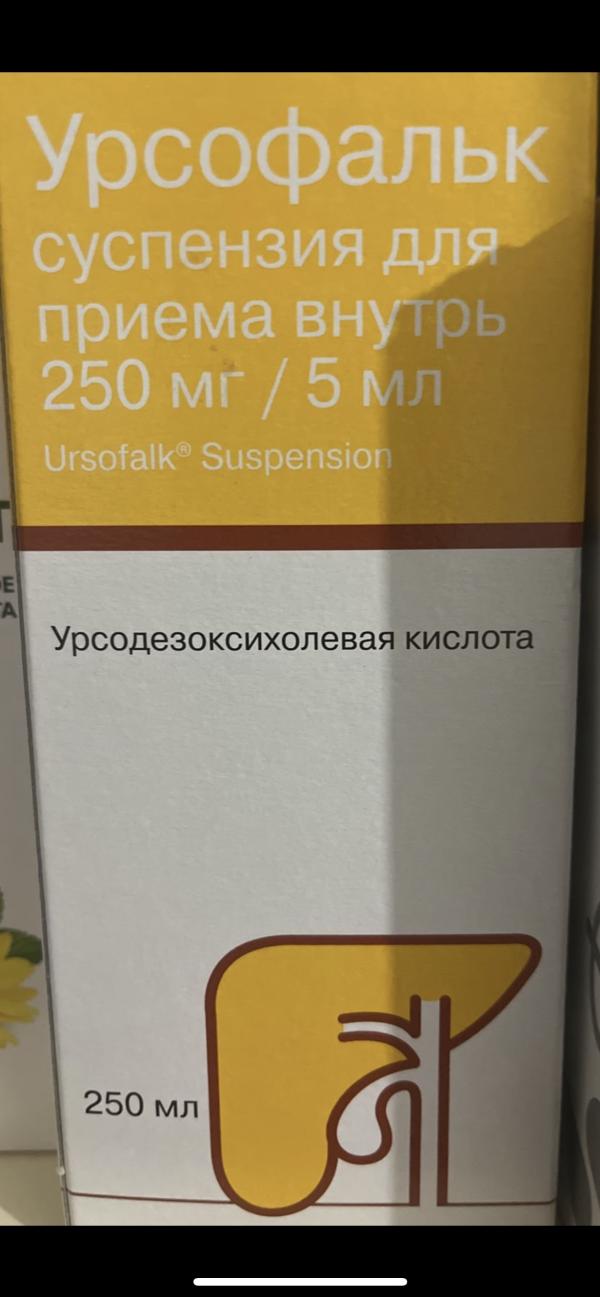 Урсофальк
суспензия для
приема внутрь
250 мг / 5 мл
Ursofalk® Suspension
Урсодезоксихолевая кислота
250 мл